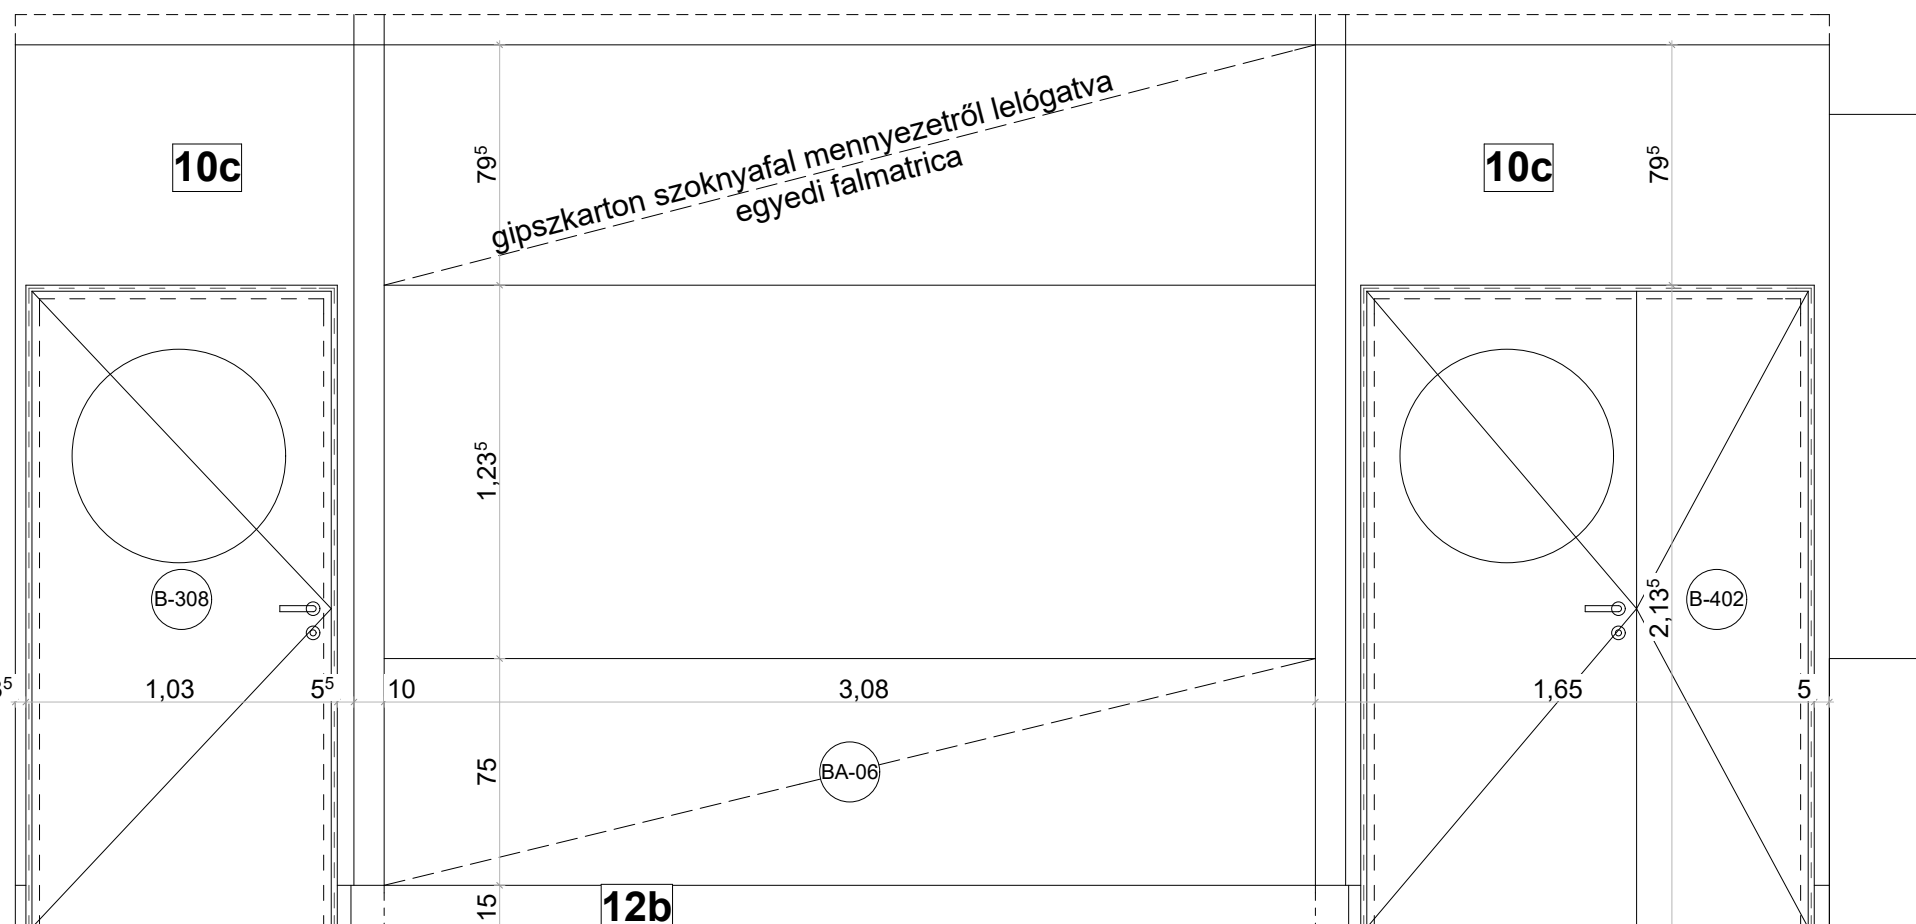 gipszkarton szoknyafal mennyezetről lelógatva
egyedi falmatrica
10c
79⁵
10c
79⁵
1,23⁵
B-308
2,13⁵
B-402
1,03
5⁵
10
3,08
1,65
5
75
BA-06
15
12b